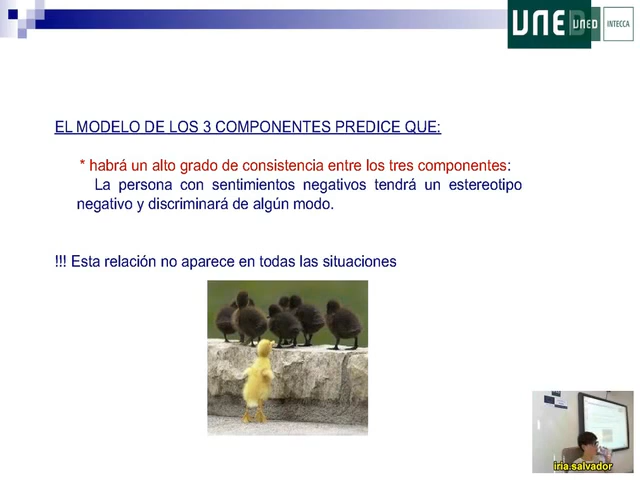 UNED
UNED
INTECCA
EL MODELO DE LOS 3 COMPONENTES PREDICE QUE:
* habrá un alto grado de consistencia entre los tres componentes:
La persona con sentimientos negativos tendrá un estereotipo
negativo y discriminará de algún modo.
!!! Esta relación no aparece en todas las situaciones
iria.salvador